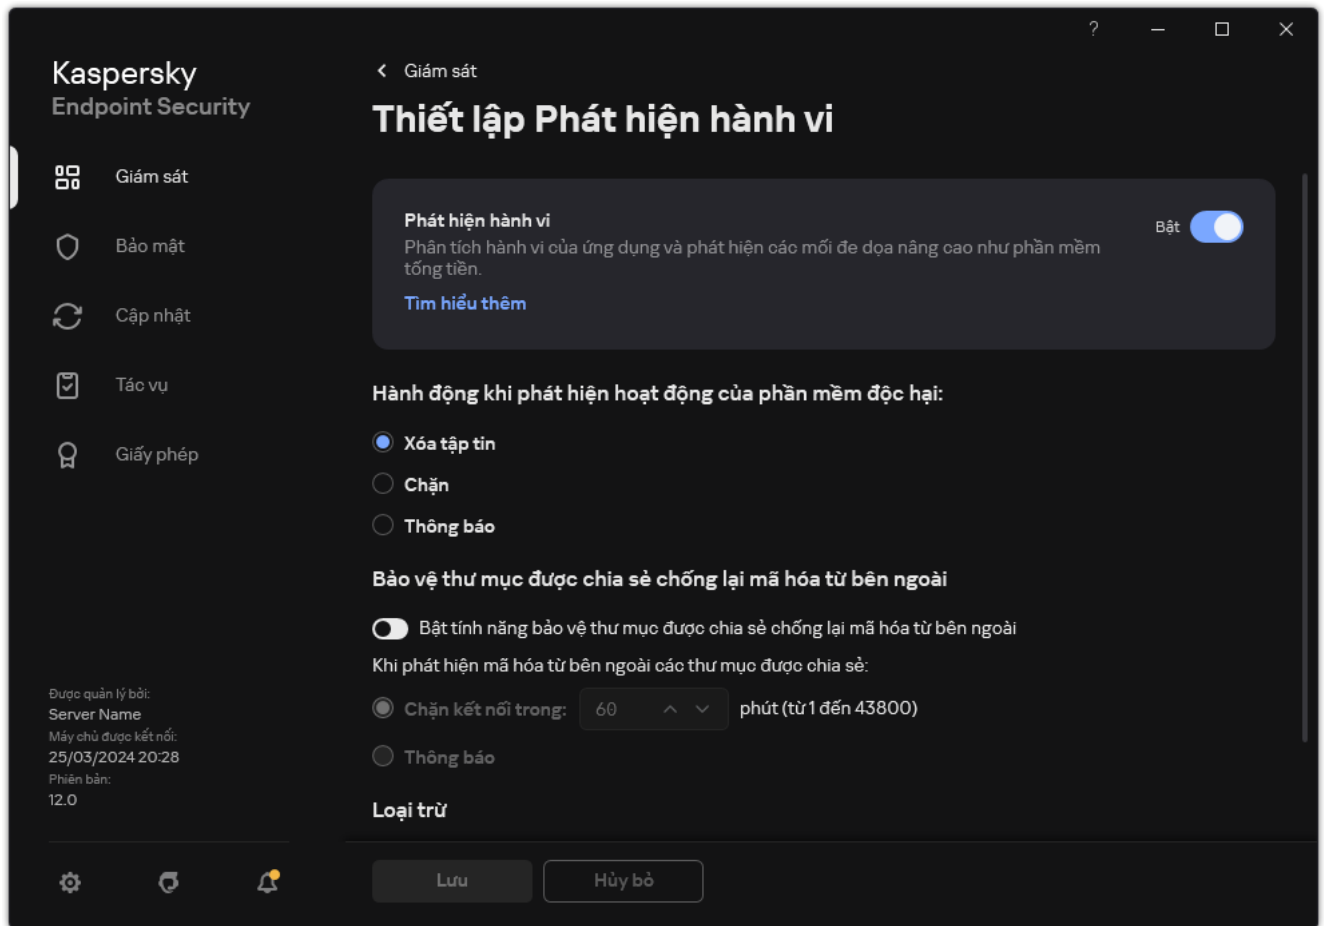 ?
Kaspersky
Endpoint Security
Giám sát
Bảo mật
Cập nhật
Tác vụ
Giấy phép
Được quản lý bởi:
Server Name
Máy chủ được kết nối:
25/03/2024 20:28
Phiên bản:
12.0
Giám sát
Thiết lập Phát hiện hành vi
Phát hiện hành vi
Bật
Phân tích hành vi của ứng dụng và phát hiện các mối đe dọa nâng cao như phần mềm
tống tiền.
Tìm hiểu thêm
Hành động khi phát hiện hoạt động của phần mềm độc hại:
Xóa tập tin
Chặn
Thông báo
Bảo vệ thư mục được chia sẻ chống lại mã hóa từ bên ngoài
Bật tính năng bảo vệ thư mục được chia sẻ chống lại mã hóa từ bên ngoài
Khi phát hiện mã hóa từ bên ngoài các thư mục được chia sẻ:
Chặn kết nối trong: 60 phút (từ 1 đến 43800)
Thông báo
Loại trừ
Lưu
Hủy bỏ